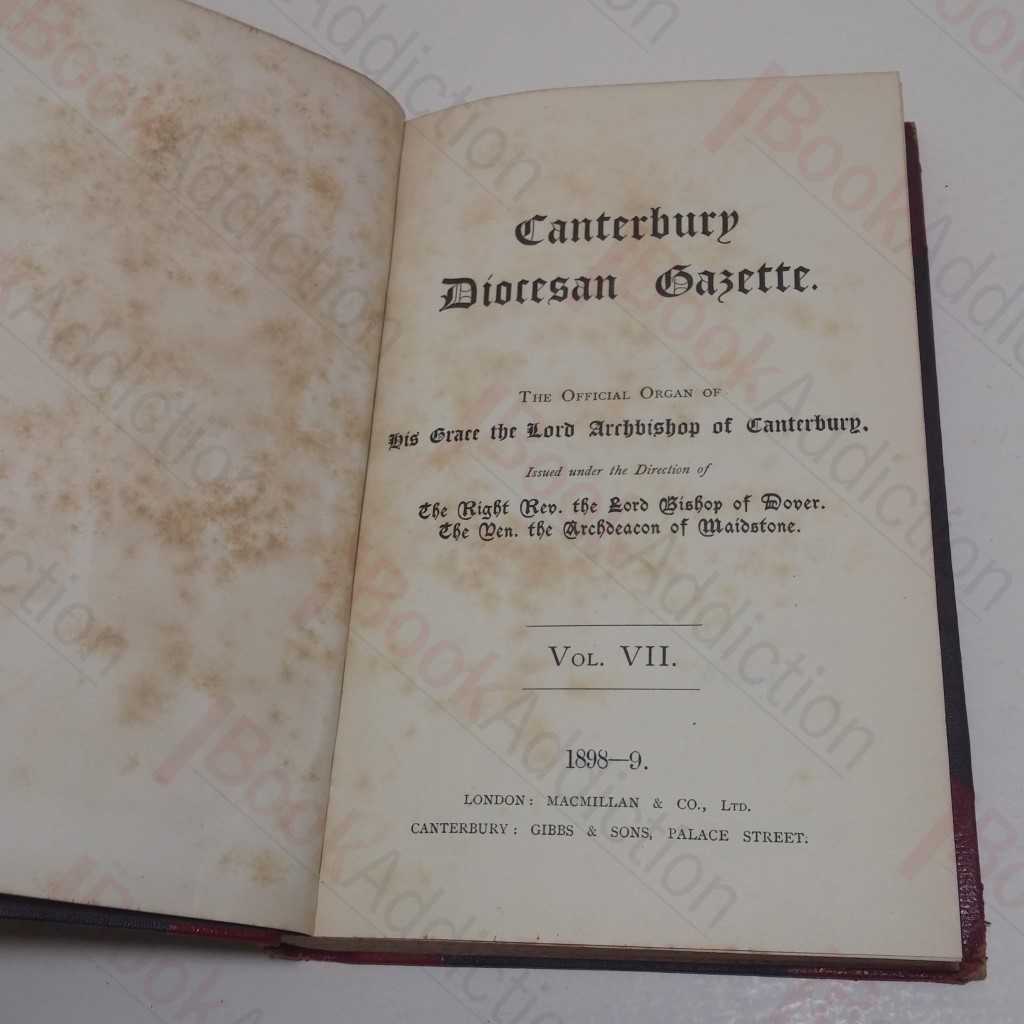 Canterbury
Diocesan Gazette.
THE OFFICIAL ORGAN OF
His Grace the Lord Archbishop of Canterbury.
Issued under the Direction of
The Right Rev. the Lord Bishop of Dover.
The Ven. the Archdeacon of Maidstone.
VOL. VII.
1898—9.
LONDON: MACMILLAN & CO., LTD.
CANTERBURY: GIBBS & SONS, PALACE STREET.
1BookAddiction